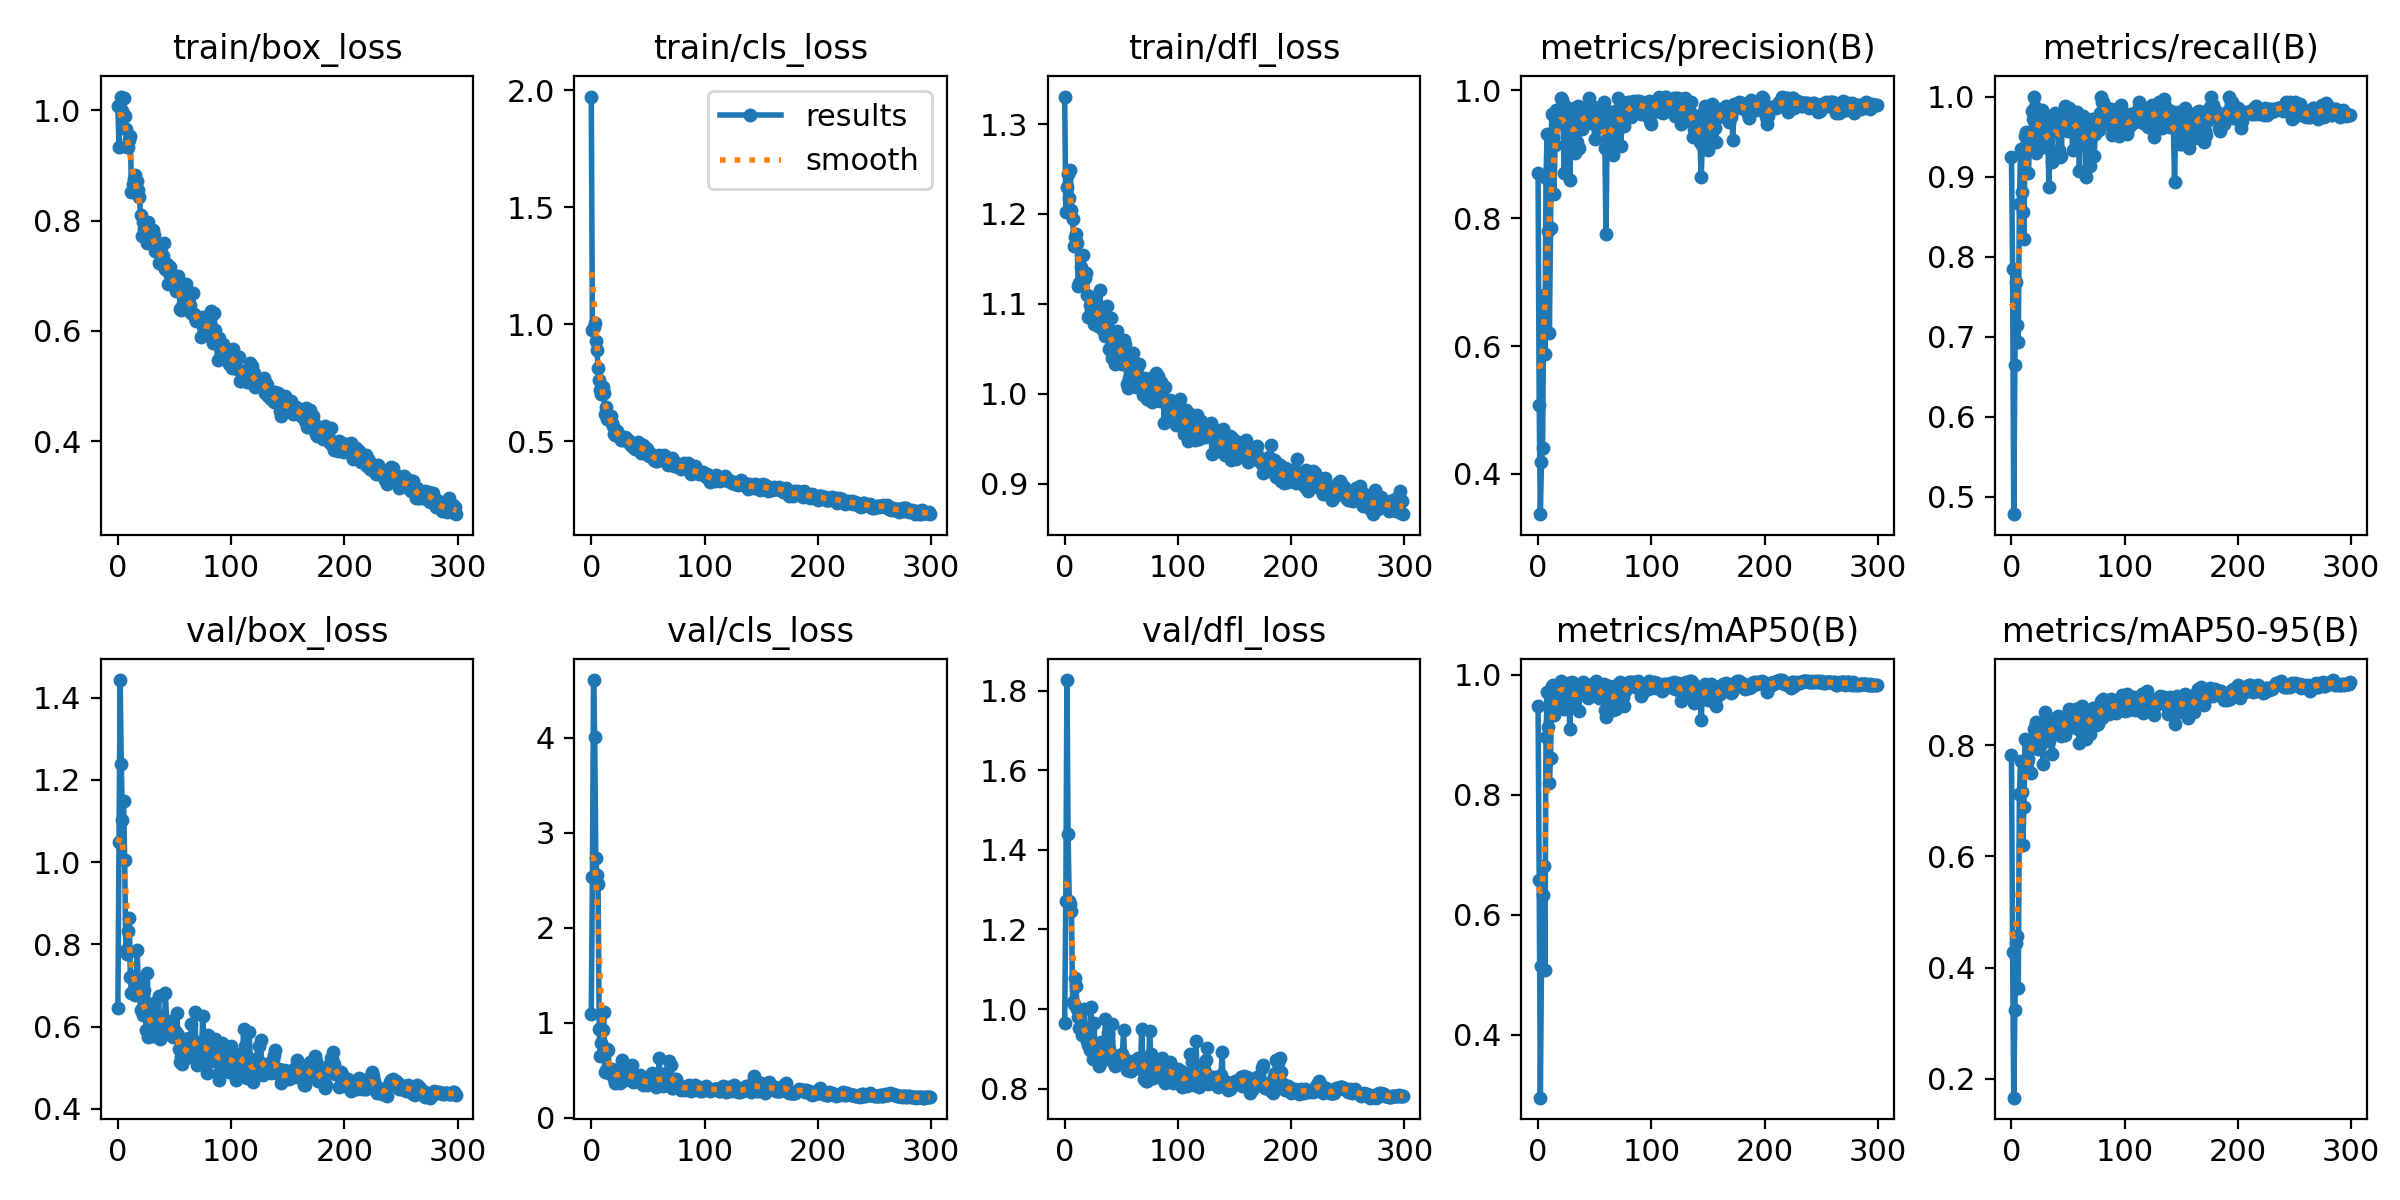 train/box_loss
1.0
0.8
0.6
0.4
0 100 200 300
train/cls_loss
2.0
1.5
1.0
0.5
0 100 200 300
results
smooth
train/dfl_loss
1.3
1.2
1.1
1.0
0.9
0 100 200 300
metrics/precision(B)
1.0
0.8
0.6
0.4
0 100 200 300
metrics/recall(B)
1.0
0.9
0.8
0.7
0.6
0.5
0 100 200 300
val/box_loss
1.4
1.2
1.0
0.8
0.6
0.4
0 100 200 300
val/cls_loss
4
3
2
1
0
0 100 200 300
val/dfl_loss
1.8
1.6
1.4
1.2
1.0
0.8
0 100 200 300
metrics/mAP50(B)
1.0
0.8
0.6
0.4
0 100 200 300
metrics/mAP50-95(B)
0.8
0.6
0.4
0.2
0 100 200 300